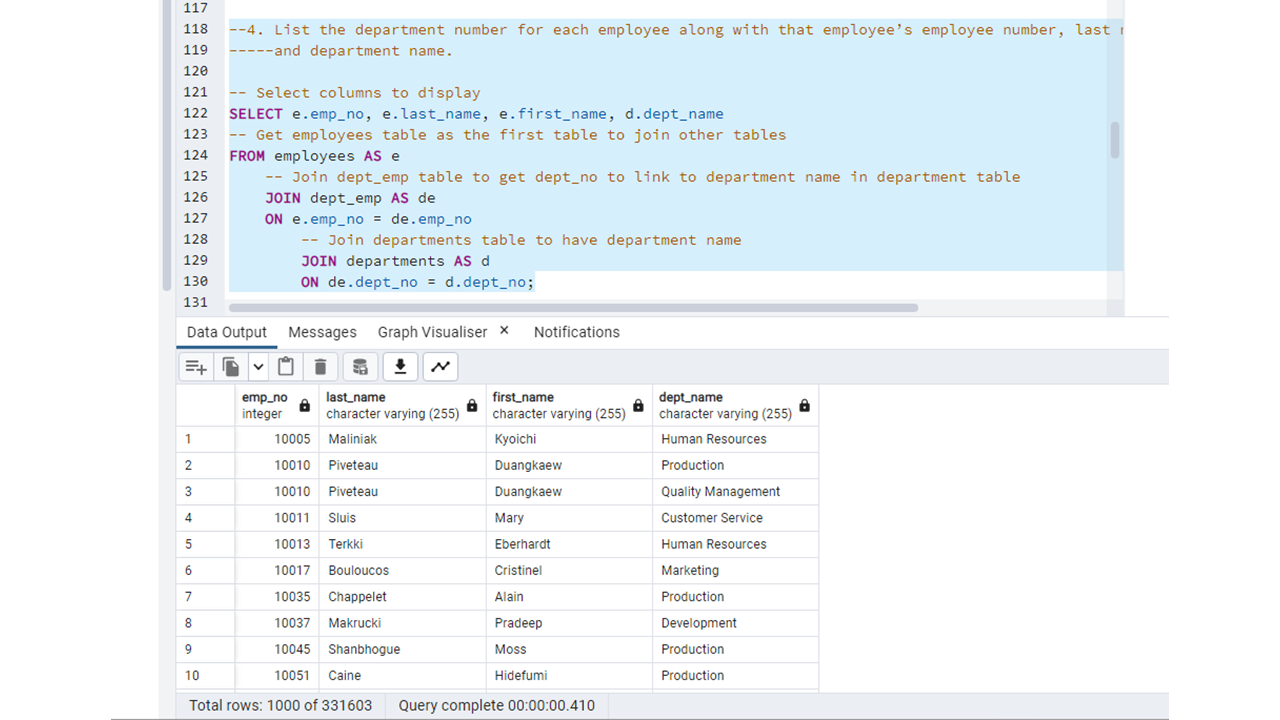 117
118 --4. List the department number for each employee along with that employee’s employee number, last
119 -----and department name.
120
121 -- Select columns to display
122 SELECT e.emp_no, e.last_name, e.first_name, d.dept_name
123 -- Get employees table as the first table to join other tables
124 FROM employees AS e
125 -- Join dept_emp table to get dept_no to link to department name in department table
126 JOIN dept_emp AS de
127 ON e.emp_no = de.emp_no
128 -- Join departments table to have department name
129 JOIN departments AS d
130 ON de.dept_no = d.dept_no;
131
Data Output Messages Graph Visualiser × Notifications
emp_no last_name first_name dept_name
integer character varying (255) character varying (255) character varying (255)
1 10005 Maliniak Kyoichi Human Resources
2 10010 Piveteau Duangkaew Production
3 10010 Piveteau Duangkaew Quality Management
4 10011 Sluis Mary Customer Service
5 10013 Terkki Eberhardt Human Resources
6 10017 Bouloucos Cristinel Marketing
7 10035 Chappelet Alain Production
8 10037 Makrucki Pradeep Development
9 10045 Shanbhogue Moss Production
10 10051 Caine Hidefumi Production
Total rows: 1000 of 331603 Query complete 00:00:00.410